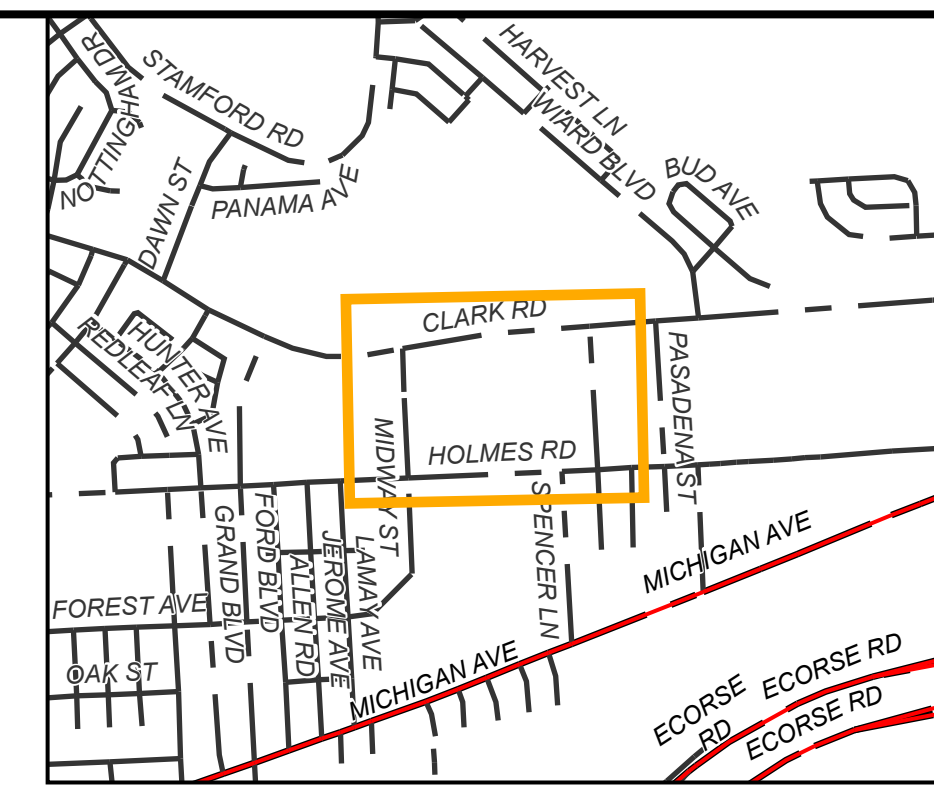 HARVEST LN
NOTTINGHAM DR
STAMFORD RD
WIARD BLVD
BUD AVE
DAWN ST
PANAMA AVE
CLARK RD
HUNTER AVE
REDLEAF LN
PASADENA ST
MIDWAY ST
HOLMES RD
SPENCER LN
GRAND BLVD
FORD BLVD
ALLEN RD
JEROME AVE
LAMAY AVE
MICHIGAN AVE
FOREST AVE
OAK ST
MICHIGAN AVE
ECORSE
RD
ECORSE RD
ECORSE RD